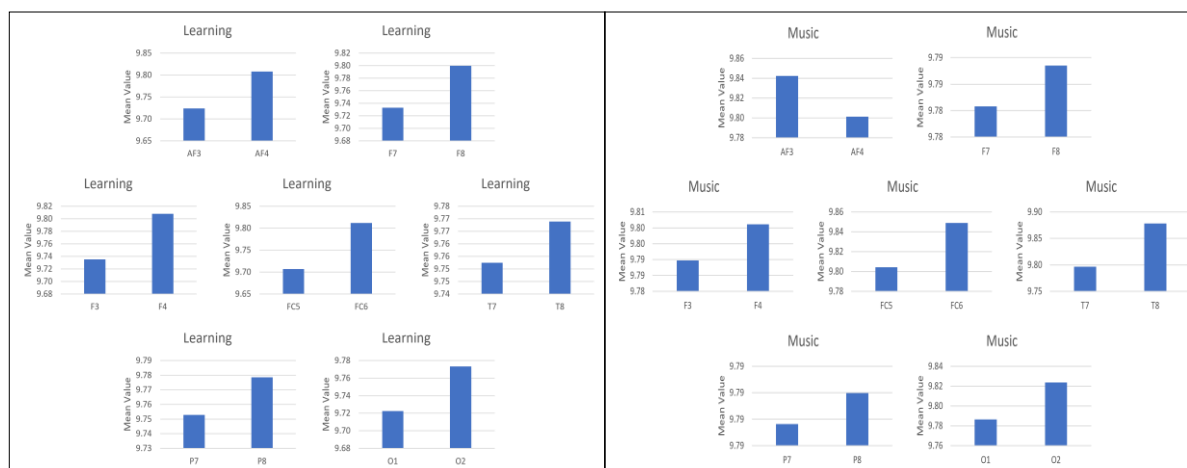 Learning
Mean Value
9.85
9.80
9.75
9.70
9.65
AF3 AF4
Learning
Mean Value
9.82
9.80
9.78
9.76
9.74
9.72
9.70
9.68
F7 F8
Learning
Mean Value
9.82
9.80
9.78
9.76
9.74
9.72
9.70
9.68
F3 F4
Learning
Mean Value
9.85
9.80
9.75
9.70
9.65
FC5 FC6
Learning
Mean Value
9.78
9.77
9.77
9.76
9.76
9.75
9.75
9.74
T7 T8
Learning
Mean Value
9.79
9.78
9.77
9.76
9.75
9.74
9.73
P7 P8
Learning
Mean Value
9.78
9.76
9.74
9.72
9.70
9.68
O1 O2
Music
Mean Value
9.86
9.84
9.82
9.80
9.78
AF3 AF4
Music
Mean Value
9.79
9.79
9.78
9.78
F7 F8
Music
Mean Value
9.81
9.80
9.80
9.79
9.79
9.78
F3 F4
Music
Mean Value
9.86
9.84
9.82
9.80
9.78
FC5 FC6
Music
Mean Value
9.90
9.85
9.80
9.75
T7 T8
Music
Mean Value
9.79
9.79
9.79
9.79
P7 P8
Music
Mean Value
9.84
9.82
9.80
9.78
9.76
O1 O2